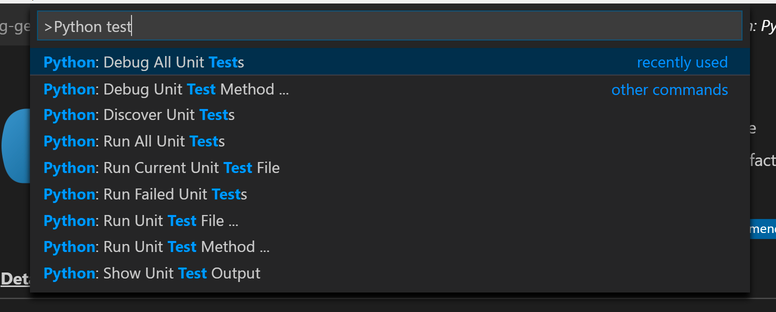 g-ge
>Python test
: Py
Python: Debug All Unit Tests recently used
Python: Debug Unit Test Method ... other commands
Python: Discover Unit Tests
Python: Run All Unit Tests
Python: Run Current Unit Test File
Python: Run Failed Unit Tests
Python: Run Unit Test File ...
Python: Run Unit Test Method ...
Python: Show Unit Test Output
e
fact
men
Deta